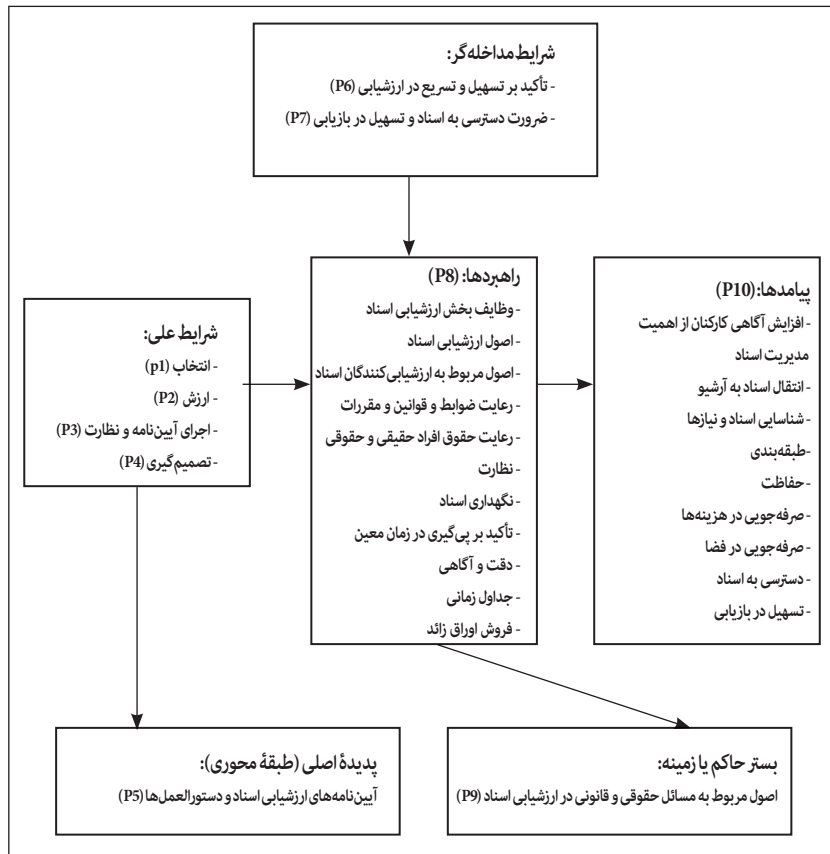 شرایط مداخله‌گر:
- تأکید بر تسهیل و تسریع در ارزشیابی (P6)
- ضرورت دسترسی به اسناد و تسهیل در بازیابی (P7)
شرایط علی:
- انتخاب (p1)
- ارزش (P2)
- اجرای آیین‌نامه و نظارت (P3)
- تصمیم‌گیری (P4)
راهبردها: (P8)
- وظایف بخش ارزشیابی اسناد
- اصول ارزشیابی اسناد
- اصول مربوط به ارزشیابی‌کنندگان اسناد
- رعایت ضوابط و قوانین و مقررات
- رعایت حقوق افراد حقیقی و حقوقی
- نظارت
- نگهداری اسناد
- تأکید بر پی‌گیری در زمان معین
- دقت و آگاهی
- جداول زمانی
- فروش اوراق زائد
پیامدها: (P10)
- افزایش آگاهی کارکنان از اهمیت
مدیریت اسناد
- انتقال اسناد به آرشیو
- شناسایی اسناد و نیازها
-طبقه‌بندی
- حفاظت
- صرفه‌جویی در هزینه‌ها
-صرفه‌جویی در فضا
- دسترسی به اسناد
- تسهیل در بازیابی
پدیدهٔ اصلی (طبقهٔ محوری):
آیین‌نامه‌های ارزشیابی اسناد و دستورالعمل‌ها (P5)
بستر حاکم یا زمینه:
اصول مربوط به مسائل حقوقی و قانونی در ارزشیابی اسناد (P9)